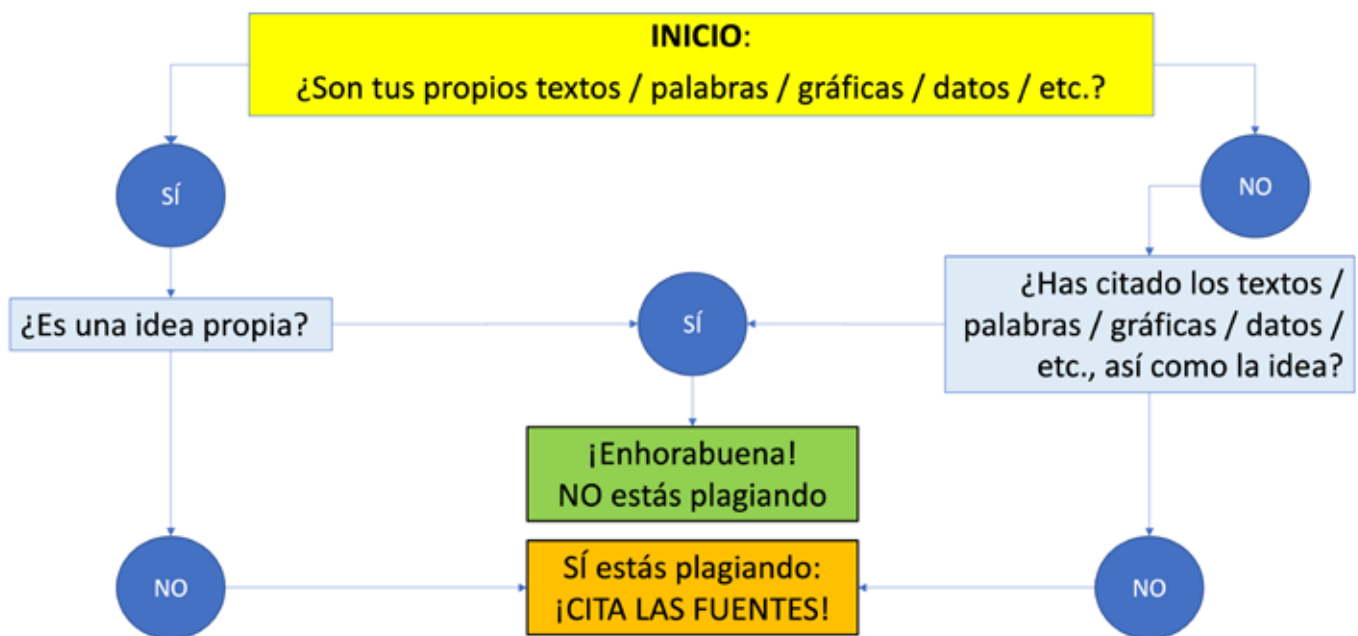 INICIO:
¿Son tus propios textos / palabras / gráficas / datos / etc.?
SÍ
NO
¿Es una idea propia?
SÍ
¿Has citado los textos /
palabras / gráficas / datos /
etc., así como la idea?
¡Enhorabuena!
NO estás plagiando
NO
SÍ estás plagiando:
¡CITA LAS FUENTES!
NO